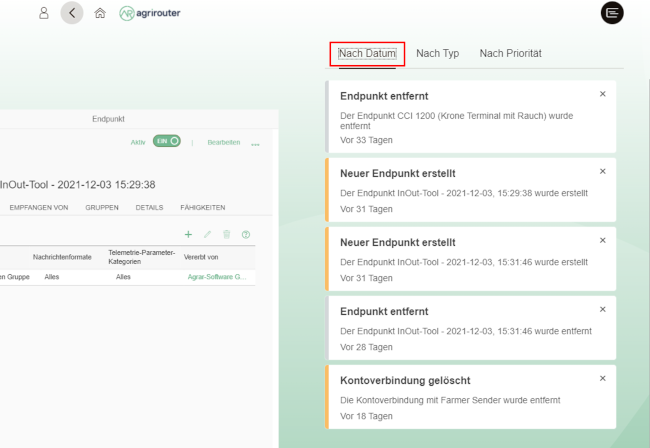 agrirouter
Endpunkt
Aktiv EIN | Bearbeiten ...
InOut-Tool - 2021-12-03 15:29:38
EMPFANGEN VON GRUPPEN DETAILS FÄHIGKEITEN
Nachrichtenformate Telemetrie-Parameter-Kategorien Vererbt von
en Gruppe Alles Alles Agrar-Software G...
Nach Datum Nach Typ Nach Priorität
Endpunkt entfernt
Der Endpunkt CCI 1200 (Krone Terminal mit Rauch) wurde
entfernt
Vor 33 Tagen
Neuer Endpunkt erstellt
Der Endpunkt InOut-Tool - 2021-12-03, 15:29:38 wurde erstellt
Vor 31 Tagen
Neuer Endpunkt erstellt
Der Endpunkt InOut-Tool - 2021-12-03, 15:31:46 wurde erstellt
Vor 31 Tagen
Endpunkt entfernt
Der Endpunkt InOut-Tool - 2021-12-03, 15:31:46 wurde entfernt
Vor 28 Tagen
Kontoverbindung gelöscht
Die Kontoverbindung mit Farmer Sender wurde entfernt
Vor 18 Tagen